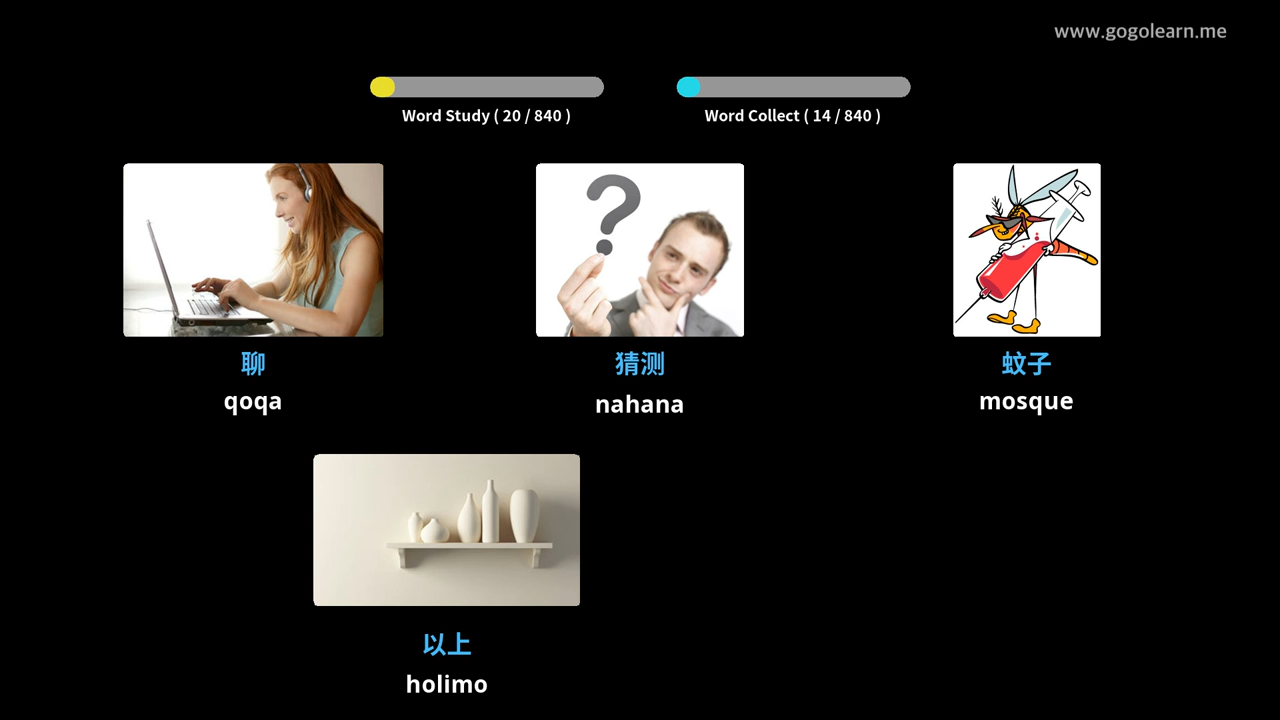 www.gogolearn.me
Word Study ( 20 / 840 )
Word Collect ( 14 / 840 )
聊
qoqa
猜测
nahana
蚊子
mosque
以上
holimo